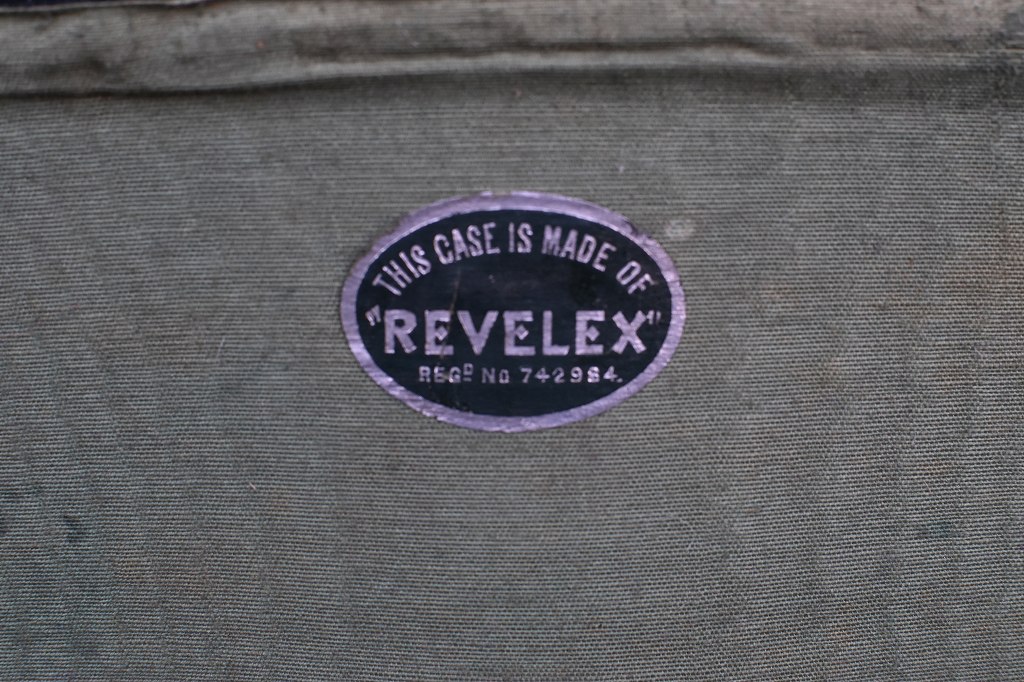 THIS CASE IS MADE OF
"REVELEX"
REGD No 742984.